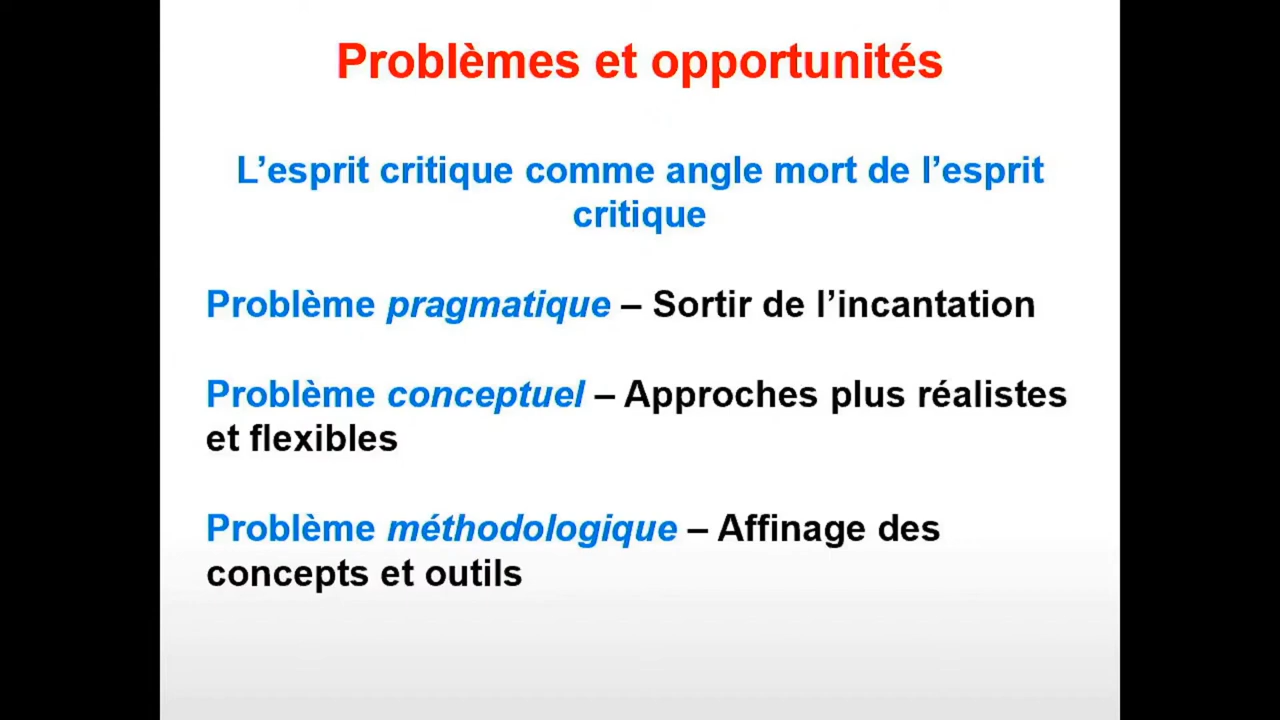 Problèmes et opportunités
L’esprit critique comme angle mort de l’esprit
critique
Problème pragmatique – Sortir de l’incantation
Problème conceptuel – Approches plus réalistes
et flexibles
Problème méthodologique – Affinage des
concepts et outils